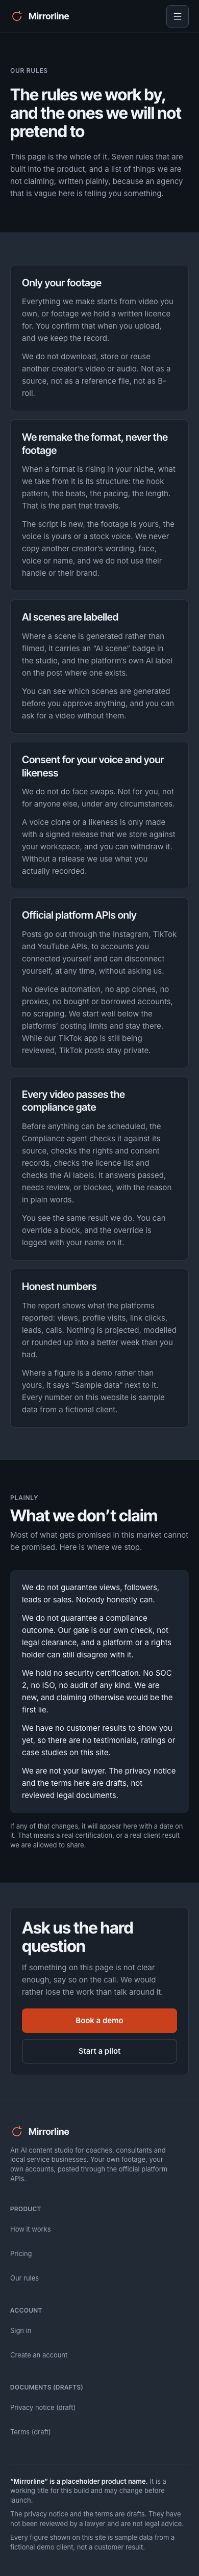 Mirrorline
OUR RULES
The rules we work by,
and the ones we will not
pretend to
This page is the whole of it. Seven rules that are
built into the product, and a list of things we are
not claiming, written plainly, because an agency
that is vague here is telling you something.
Only your footage
Everything we make starts from video you
own, or footage we hold a written licence
for. You confirm that when you upload,
and we keep the record.
We do not download, store or reuse
another creator's video or audio. Not as a
source, not as a reference file, not as B-
roll.
We remake the format, never the
footage
When a format is rising in your niche, what
we take from it is its structure: the hook
pattern, the beats, the pacing, the length.
That is the part that travels.
The script is new, the footage is yours, the
voice is yours or a stock voice. We never
copy another creator's wording, face,
voice or name, and we do not use their
handle or their brand.
AI scenes are labelled
Where a scene is generated rather than
filmed, it carries an “AI scene” badge in
the studio, and the platform's own AI label
on the post where one exists.
You can see which scenes are generated
before you approve anything, and you can
ask for a video without them.
Consent for your voice and your
likeness
We do not do face swaps. Not for you, not
for anyone else, under any circumstances.
A voice clone or a likeness is only made
with a signed release that we store against
your workspace, and you can withdraw it.
Without a release we use what you
actually recorded.
Official platform APIs only
Posts go out through the Instagram, TikTok
and YouTube APIs, to accounts you
connected yourself and can disconnect
yourself, at any time, without asking us.
No device automation, no app clones, no
proxies, no bought or borrowed accounts,
no scraping. We start well below the
platforms' posting limits and stay there.
While our TikTok app is still being
reviewed, TikTok posts stay private.
Every video passes the
compliance gate
Before anything can be scheduled, the
Compliance agent checks it against its
source, checks the rights and consent
records, checks the licence list and
checks the AI labels. It answers passed,
needs review, or blocked, with the reason
in plain words.
You see the same result we do. You can
override a block, and the override is
logged with your name on it.
Honest numbers
The report shows what the platforms
reported: views, profile visits, link clicks,
leads, calls. Nothing is projected, modelled
or rounded up into a better week than you
had.
Where a figure is a demo rather than
yours, it says “Sample data” next to it.
Every number on this website is sample
data from a fictional client.
PLAINLY
What we don't claim
Most of what gets promised in this market cannot
be promised. Here is where we stop.
We do not guarantee views, followers,
leads or sales. Nobody honestly can.
We do not guarantee a compliance
outcome. Our gate is our own check, not
legal clearance, and a platform or a rights
holder can still disagree with it.
We hold no security certification. No SOC
2, no ISO, no audit of any kind. We are
new, and claiming otherwise would be the
first lie.
We have no customer results to show you
yet, so there are no testimonials, ratings or
case studies on this site.
We are not your lawyer. The privacy notice
and the terms here are drafts, not
reviewed legal documents.
If any of that changes, it will appear here with a date on
it. That means a real certification, or a real client result
we are allowed to share.
Ask us the hard
question
If something on this page is not clear
enough, say so on the call. We would
rather lose the work than talk around it.
Book a demo
Start a pilot
Mirrorline
An AI content studio for coaches, consultants and
local service businesses. Your own footage, your
own accounts, posted through the official platform
APIs.
PRODUCT
How it works
Pricing
Our rules
ACCOUNT
Sign in
Create an account
DOCUMENTS (DRAFTS)
Privacy notice (draft)
Terms (draft)
“Mirrorline” is a placeholder product name. It is a
working title for this build and may change before
launch.
The privacy notice and the terms are drafts. They have
not been reviewed by a lawyer and are not legal advice.
Every figure shown on this site is sample data from a
fictional demo client, not a customer result.